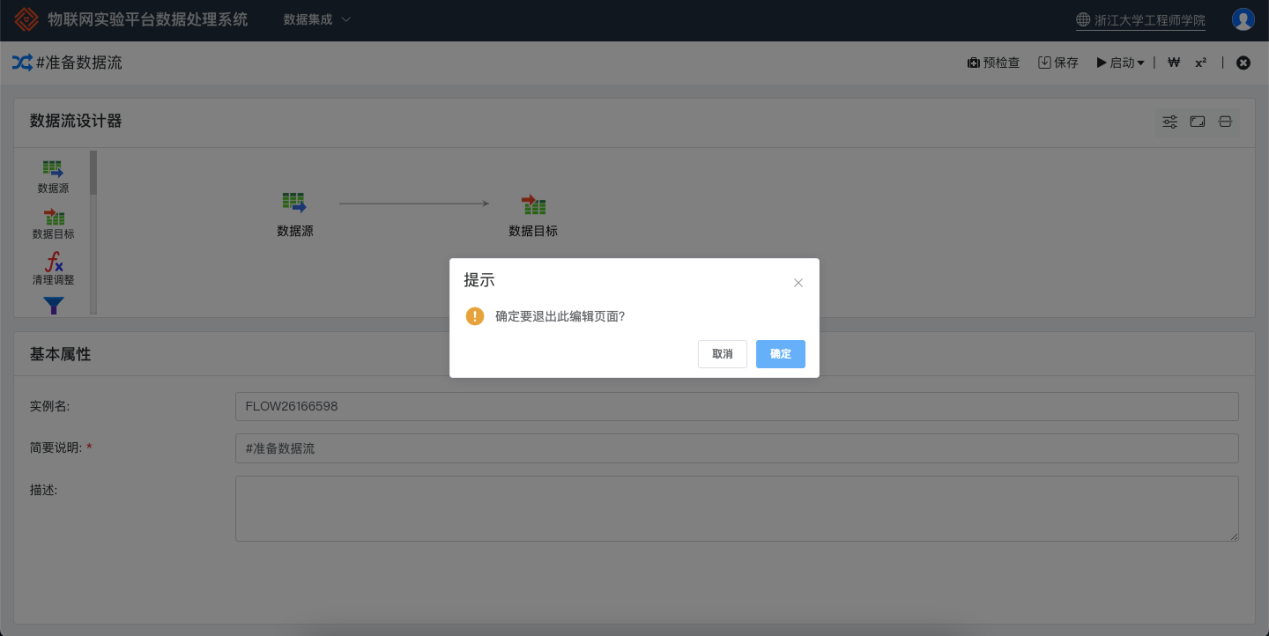 物联网实验平台数据处理系统 数据集成 浙江大学工程师学院
#准备数据流 预检查 保存 启动 | ₩ x² |
数据流设计器
数据源
数据目标
清理调整
数据源 数据目标
提示
确定要退出此编辑页面?
取消 确定
基本属性
实例名: FLOW26166598
简要说明: * #准备数据流
描述: